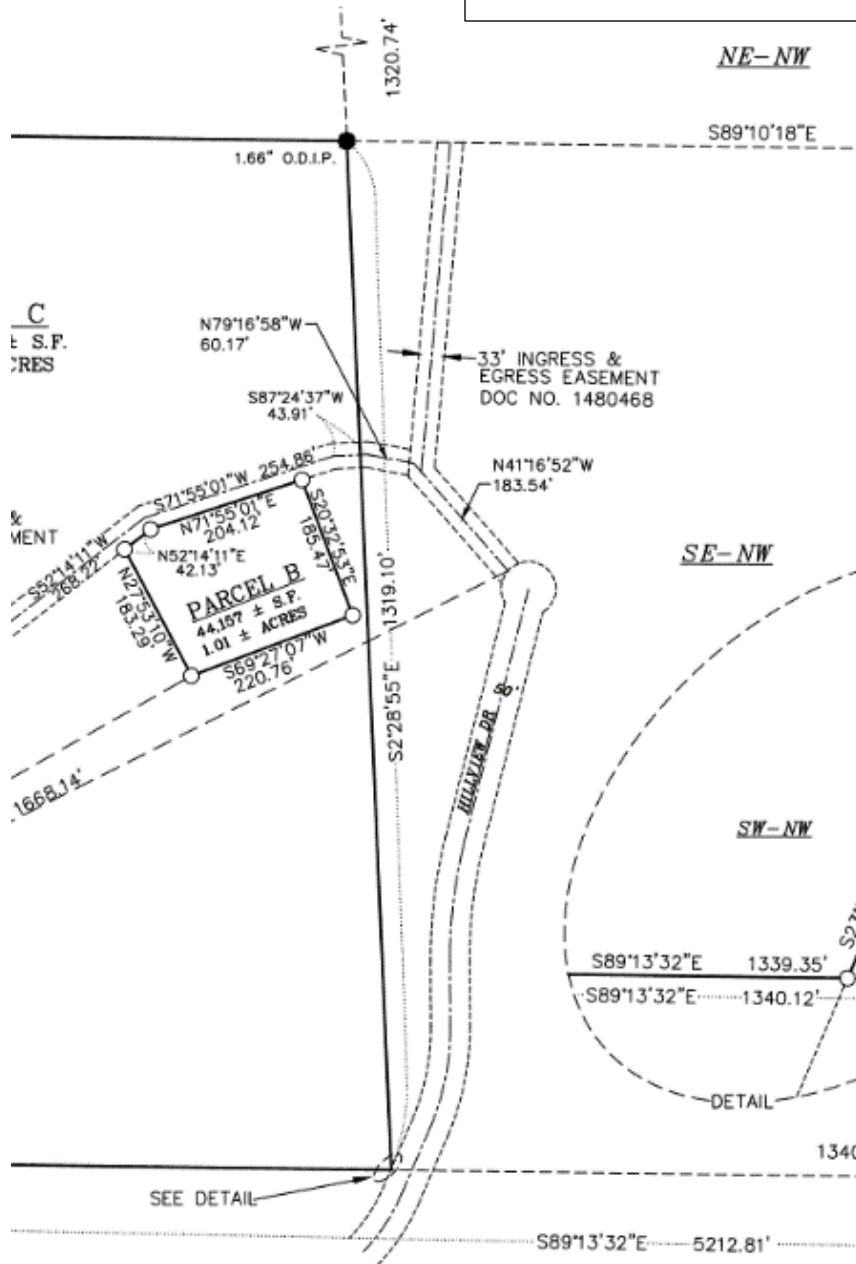 1320.74'
NE-NW
S89°10'18"E
1.66" O.D.I.P.
C
± S.F.
CRES
N79°16'58"W
60.17'
33' INGRESS &
EGRESS EASEMENT
DOC NO. 1480468
S87°24'37"W
43.91'
N41°16'52"W
183.54'
S71°55'01"W 254.86'
N71°55'01"E
204.12'
S20°32'53"E
185.47'
&
MENT
S52°14'11"W
268.22'
N52°14'11"E
42.13'
SE-NW
N27°53'10"W
183.29'
PARCEL B
44,157 ± S.F.
1.01 ± ACRES
S69°27'07"W
220.76'
S2°28'55"E 1319.10'
HILLVIEW DR
1668.14'
SW-NW
S89°13'32"E 1339.35'
S89°13'32"E 1340.12'
DETAIL
1340
SEE DETAIL
S89°13'32"E 5212.81'